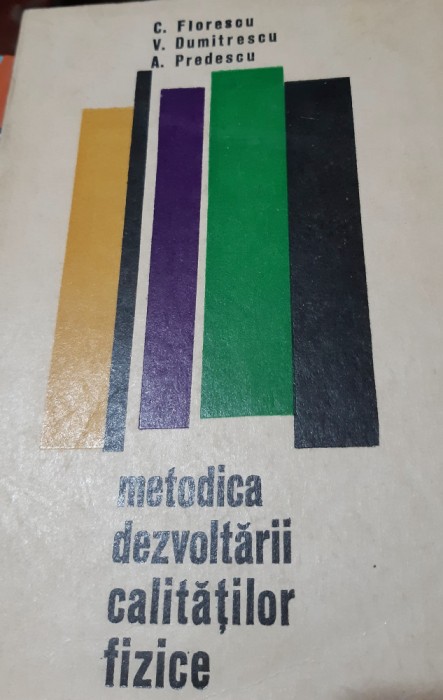 C. Florescu
V. Dumitrescu
A. Predescu
metodica
dezvoltării
calităților
fizice